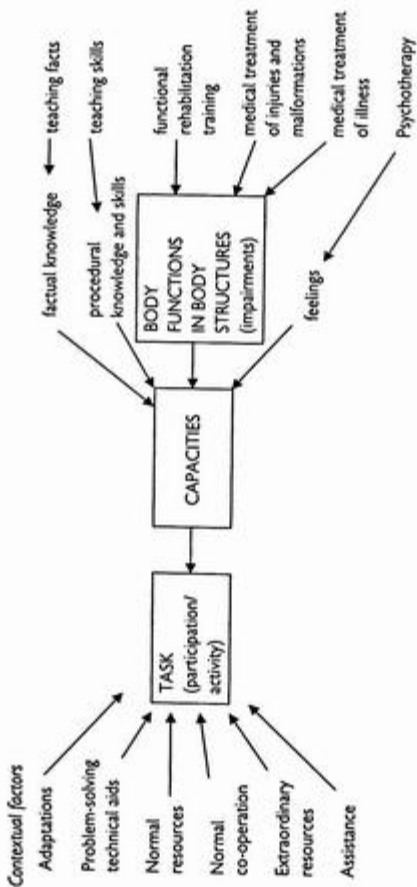 Contextual factors
Adaptations
Problem-solving
technical aids
Normal
resources
Normal
co-operation
Extraordinary
resources
Assistance
TASK
(participation/
activity)
CAPACITIES
factual knowledge
procedural
knowledge and skills
BODY
FUNCTIONS
IN BODY
STRUCTURES
(impairments)
feelings
teaching facts
teaching skills
functional
rehabilitation
training
medical treatment
of injuries and
malformations
medical treatment
of illness
Psychotherapy